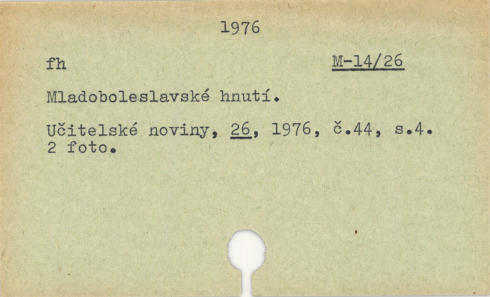 1976
fh M-14/26
Mladoboleslavské hnutí.
Učitelské noviny, 26, 1976, č.44, s.4.
2 foto.